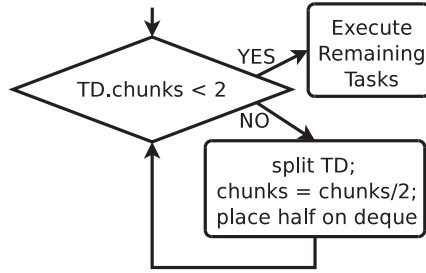 TD.chunks < 2
YES
Execute
Remaining
Tasks
NO
split TD;
chunks = chunks/2;
place half on deque